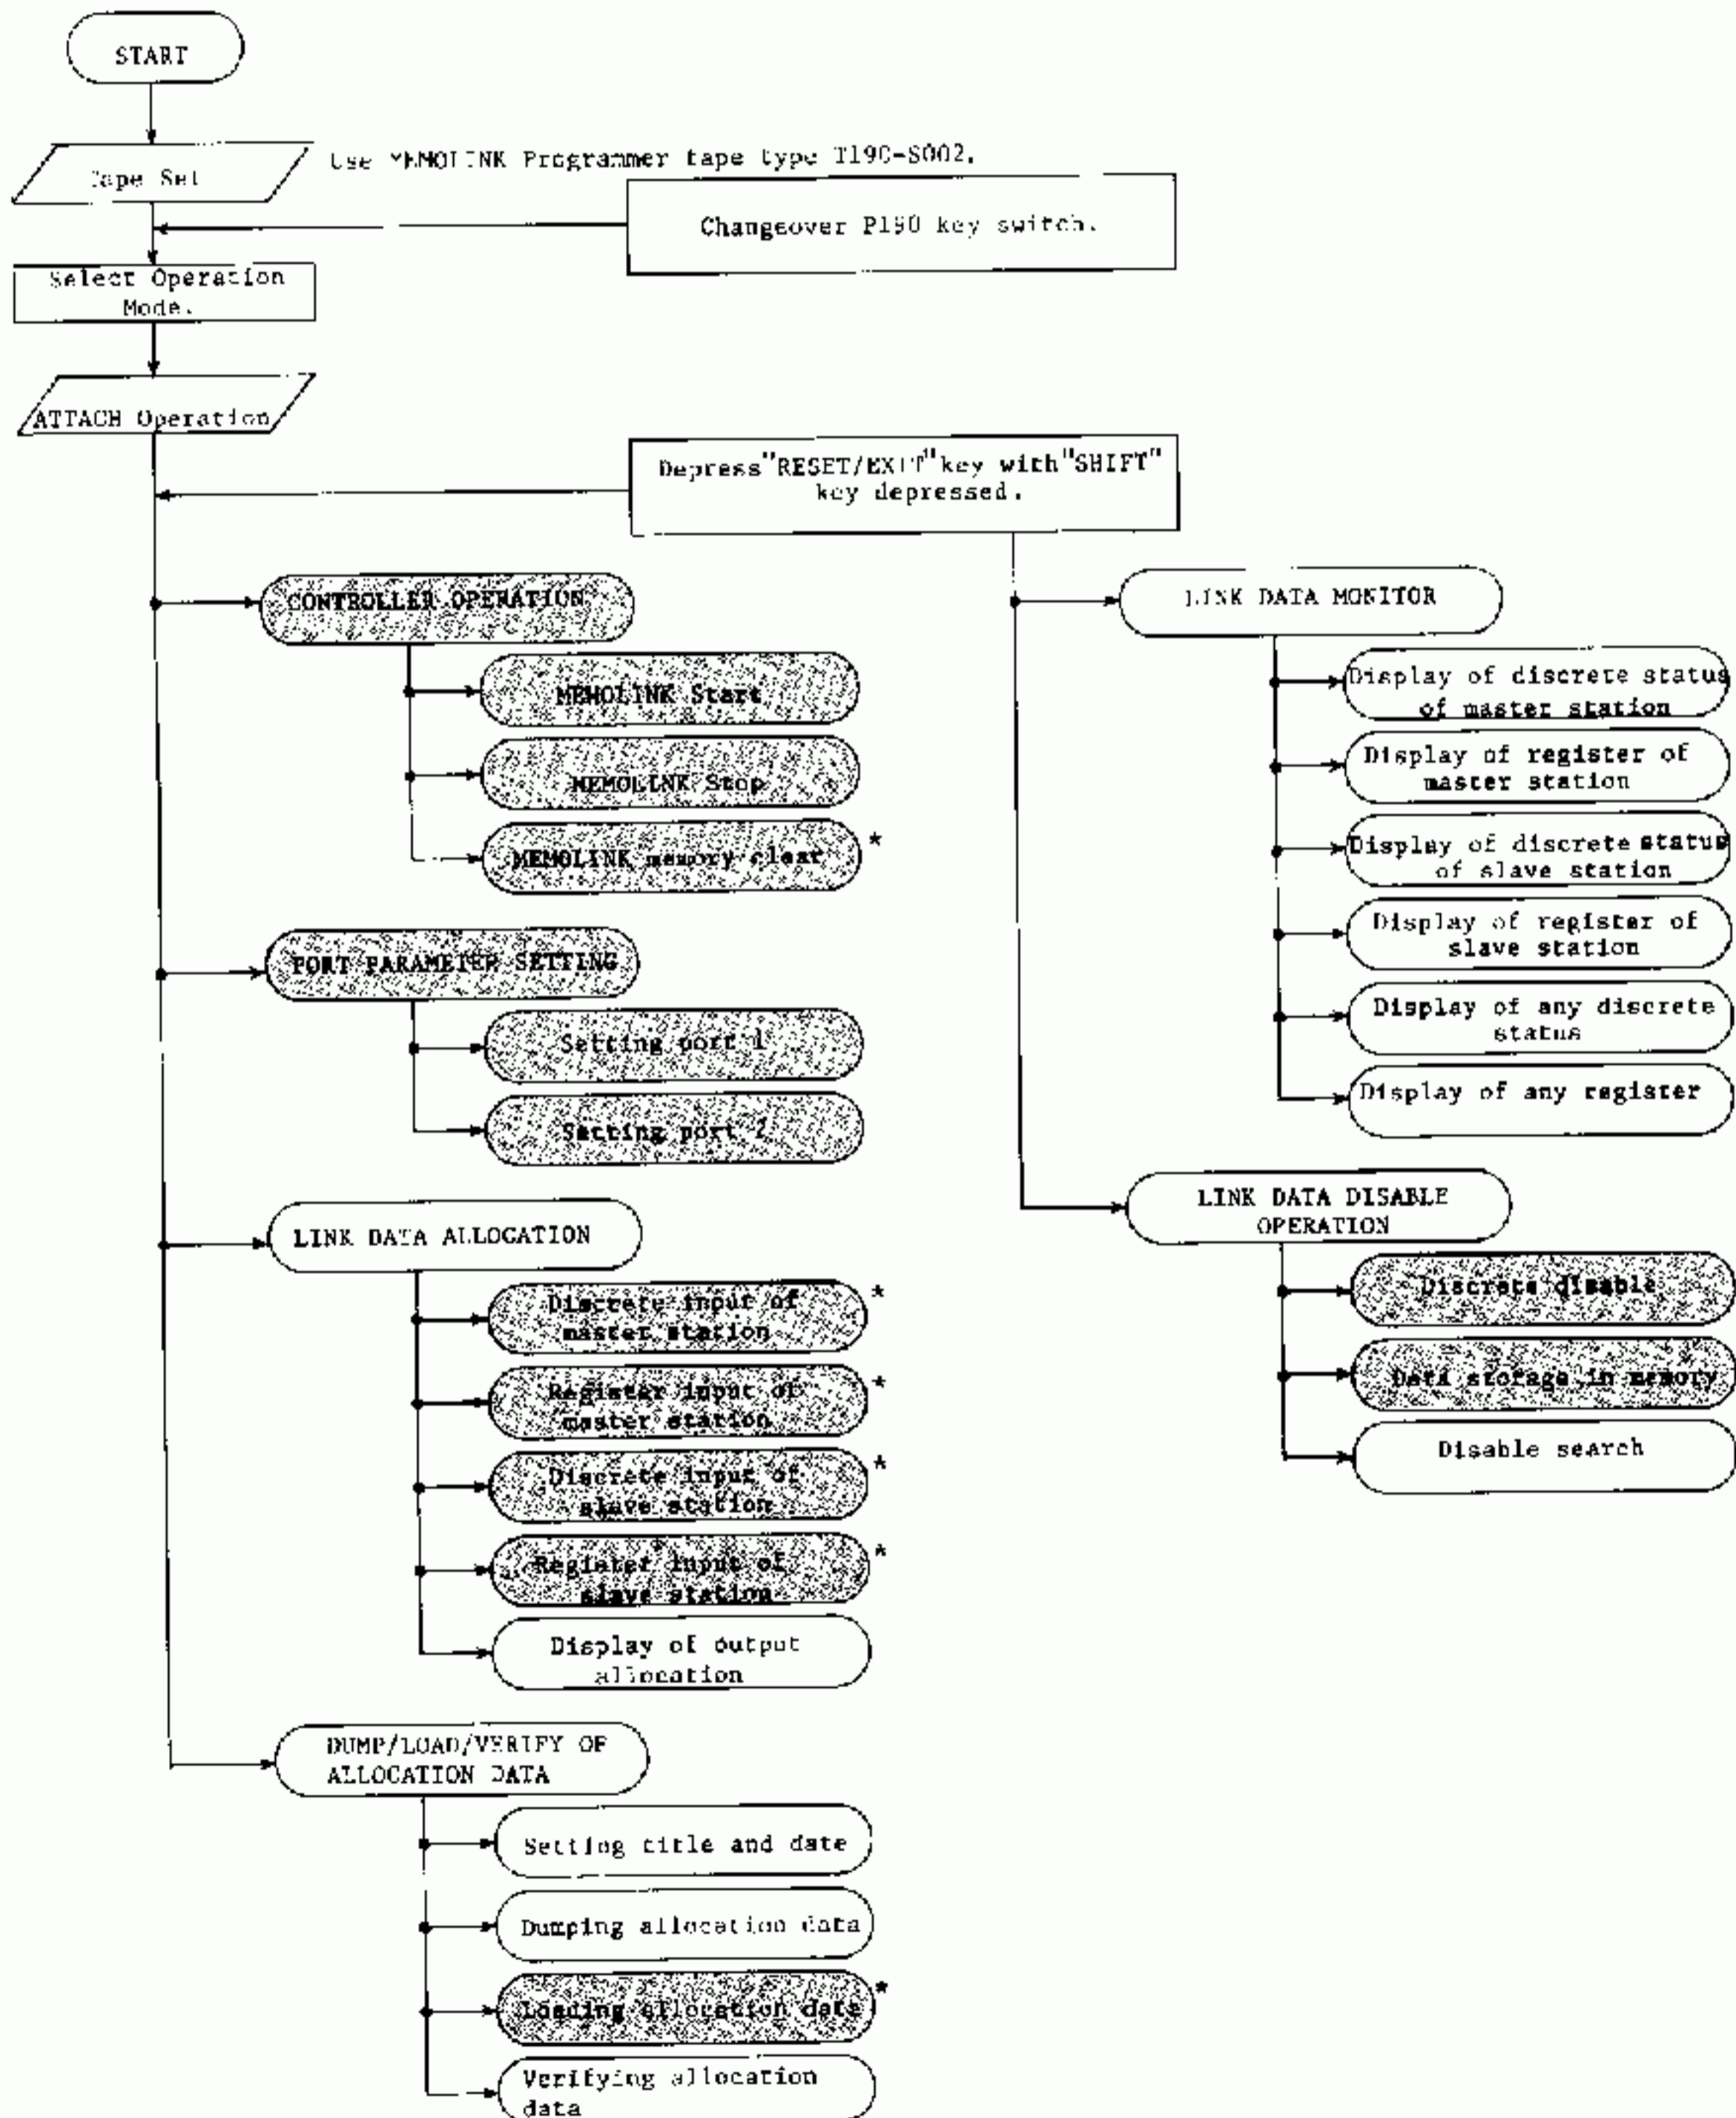 START
Tape Set
Use MEMOLINK Programmer tape type T190-S002.
Changeover P190 key switch.
Select Operation
Mode.
ATTACH Operation
Depress "RESET/EXIT" key with "SHIFT"
key depressed.
CONTROLLER OPERATION
MEMOLINK Start
MEMOLINK Stop
MEMOLINK memory clear *
PORT PARAMETER SETTING
Setting port 1
Setting port 2
LINK DATA ALLOCATION
Discrete input of *
master station
Register input of *
master station
Discrete input of *
slave station
Register input of *
slave station
Display of output
allocation
DUMP/LOAD/VERIFY OF
ALLOCATION DATA
Setting title and date
Dumping allocation data
Loading allocation data *
Verifying allocation
data
LINK DATA MONITOR
Display of discrete status
of master station
Display of register of
master station
Display of discrete status
of slave station
Display of register of
slave station
Display of any discrete
status
Display of any register
LINK DATA DISABLE
OPERATION
Discrete disable
Data storage in memory
Disable search